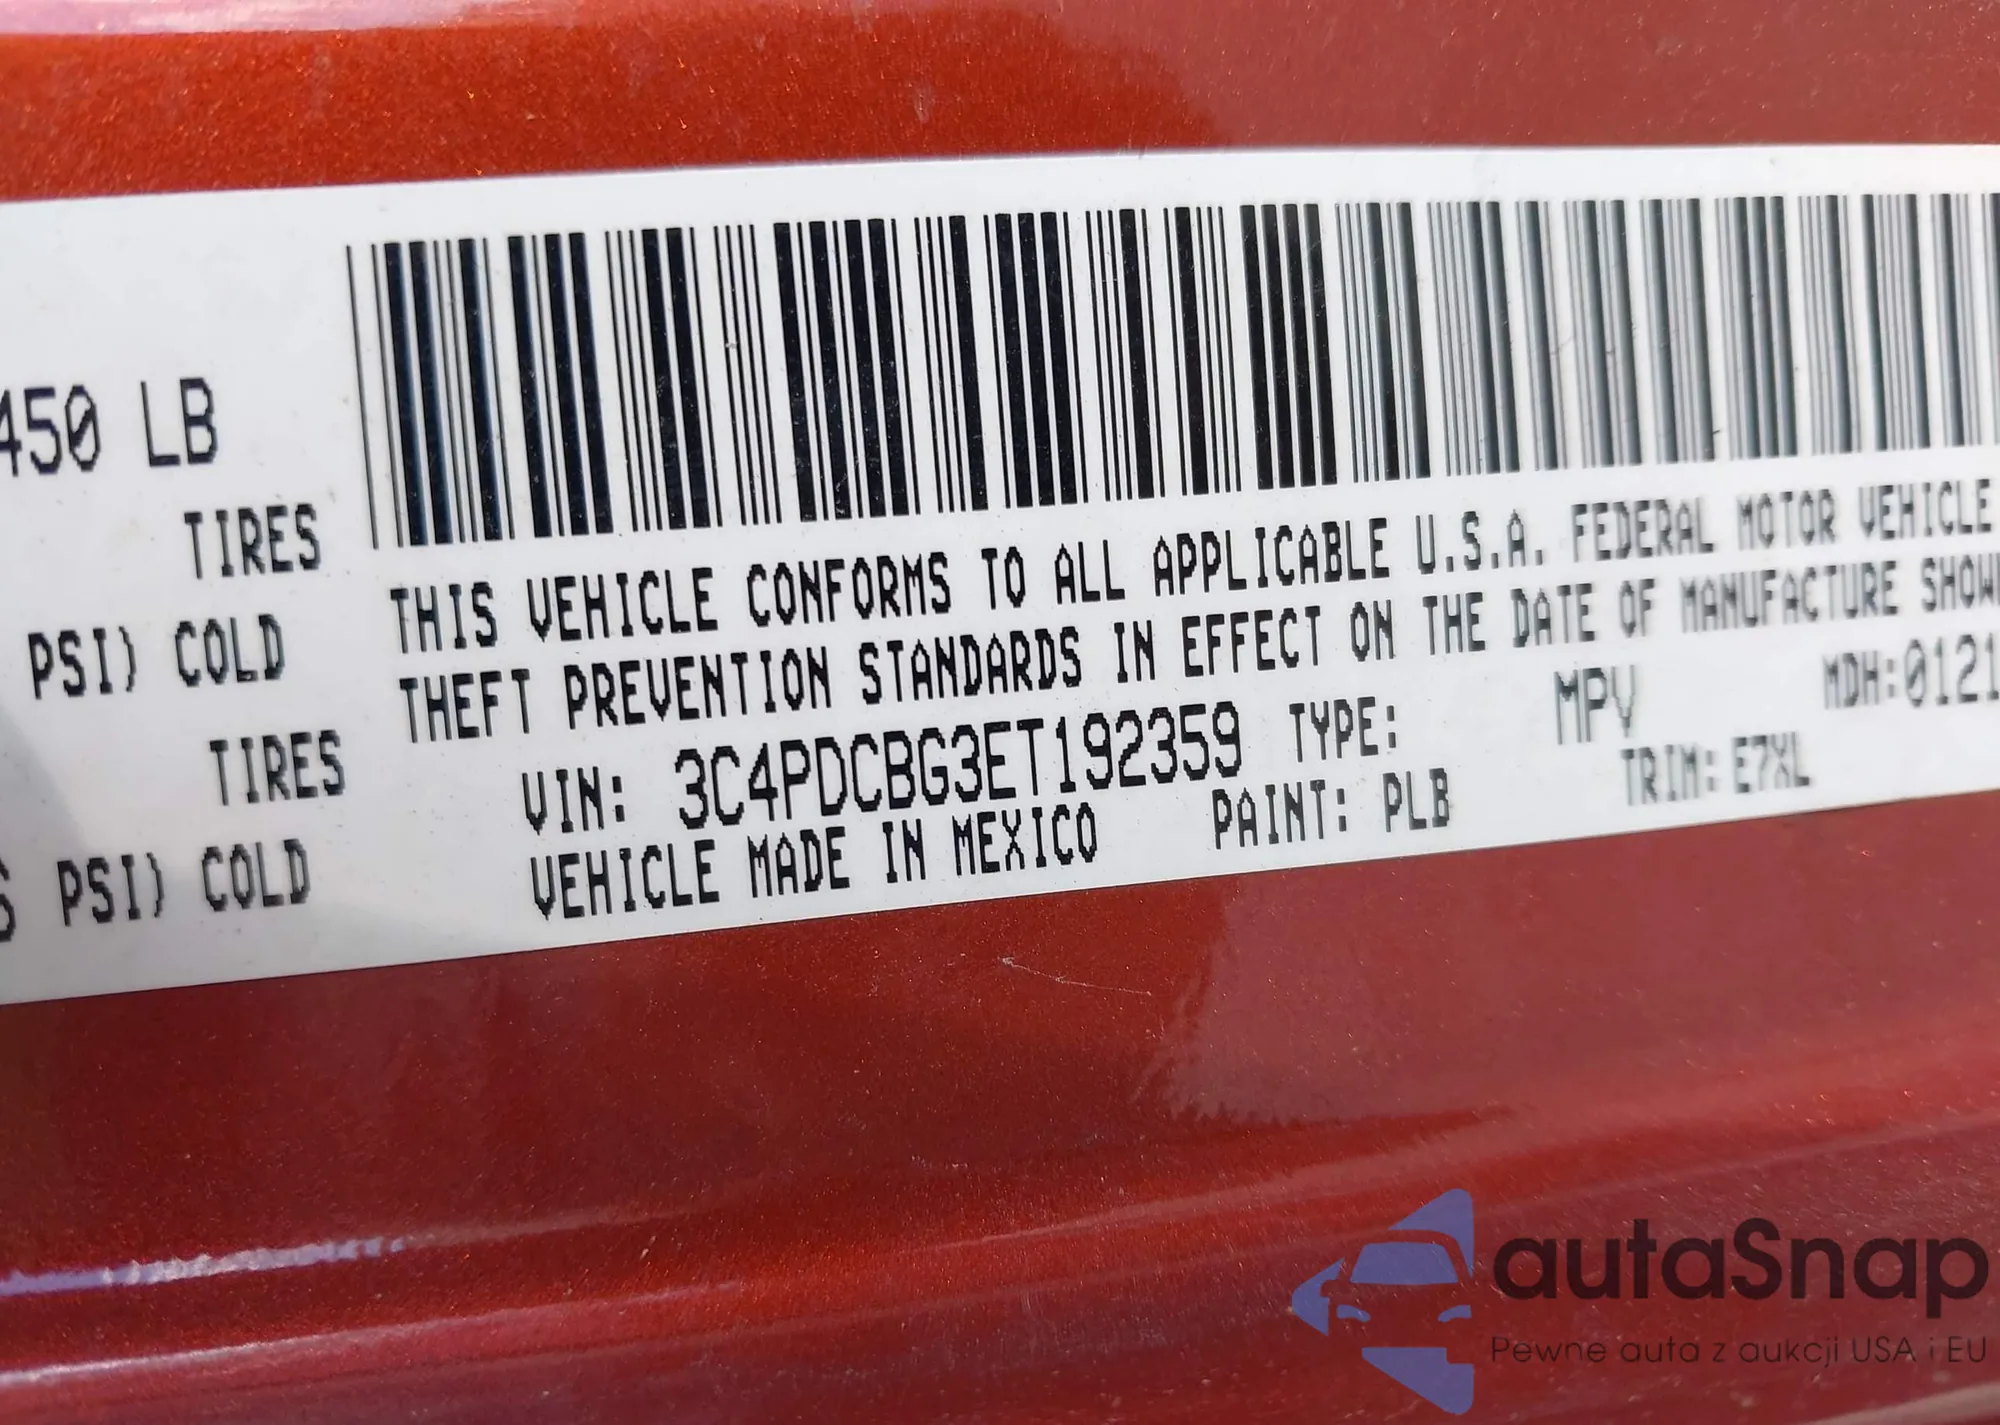 450 LB
TIRES
PSI) COLD
TIRES
PSI) COLD
THIS VEHICLE CONFORMS TO ALL APPLICABLE U.S.A. FEDERAL MOTOR VEHICLE
THEFT PREVENTION STANDARDS IN EFFECT ON THE DATE OF MANUFACTURE SHOW
VIN: 3C4PDCBG3ET192359 TYPE: MPV MDH:0121
VEHICLE MADE IN MEXICO PAINT: PLB TRIM: E7XL
autaSnap
Pewne auta z aukcji USA i EU